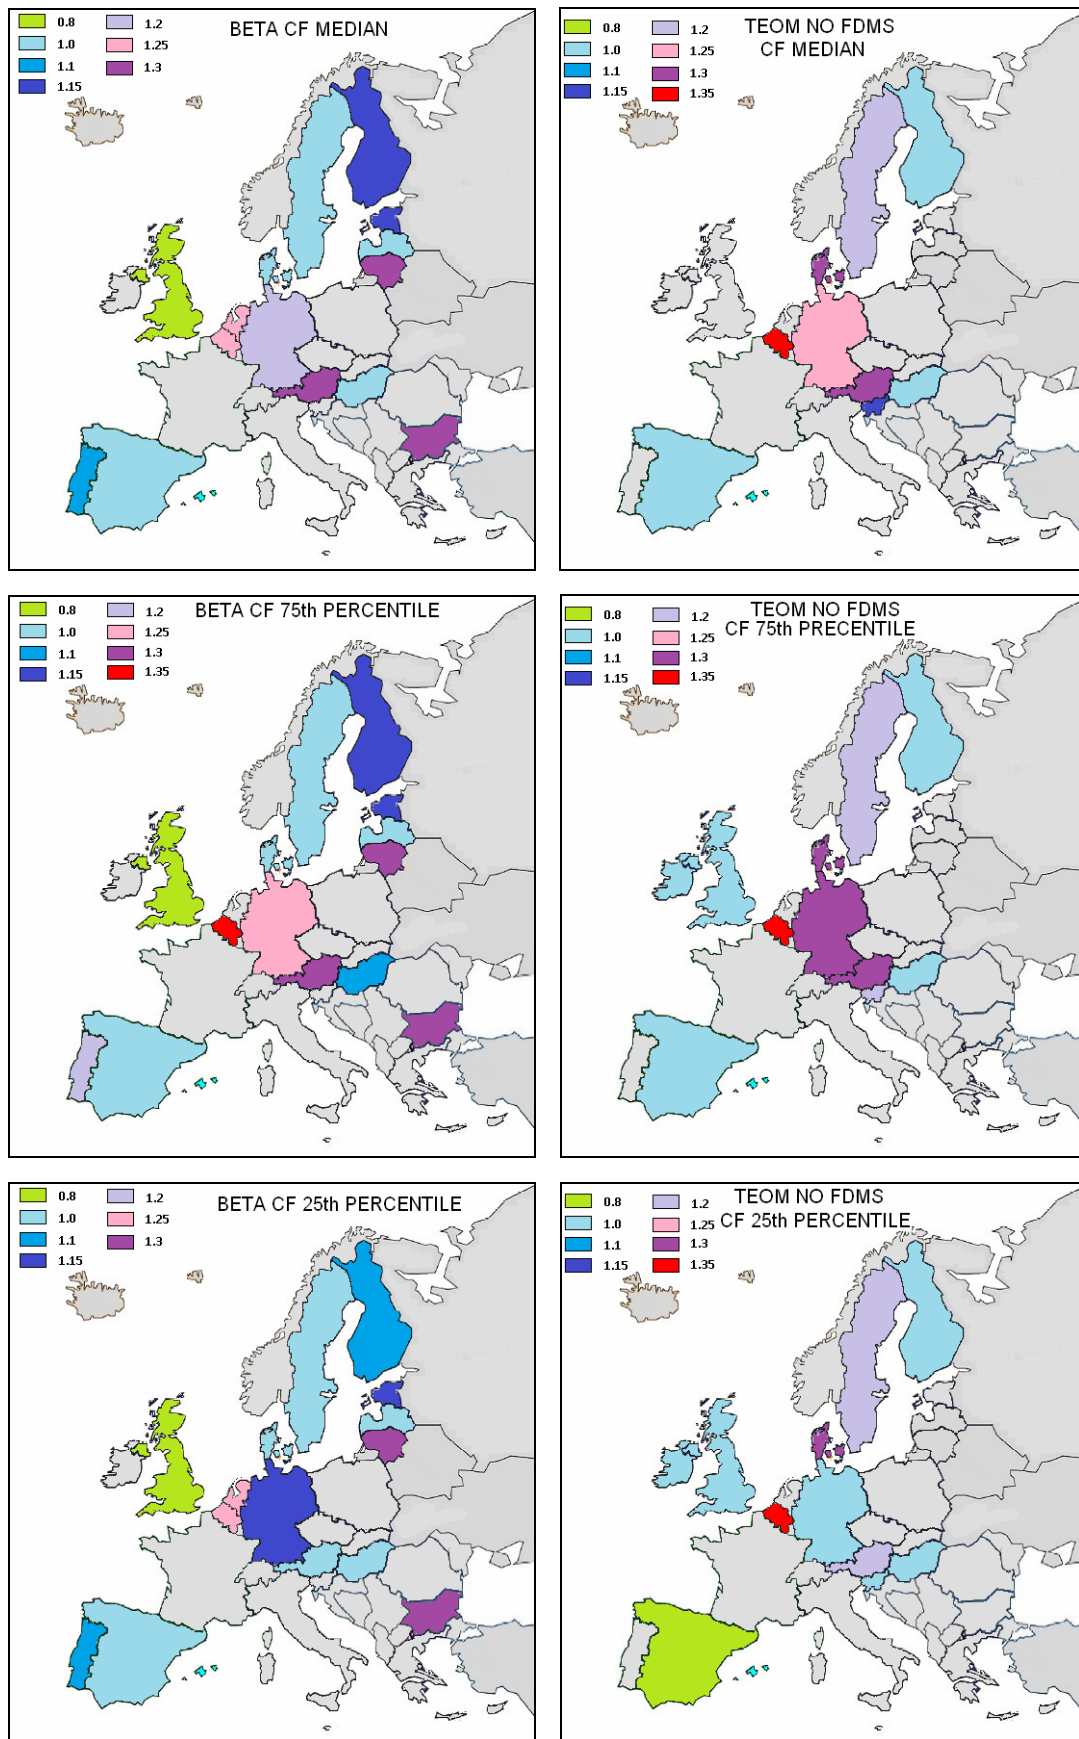 BETA CF MEDIAN
0.8 1.2
1.0 1.25
1.1 1.3
1.15
TEOM NO FDMS
CF MEDIAN
0.8 1.2
1.0 1.25
1.1 1.3
1.15 1.35
BETA CF 75th PERCENTILE
0.8 1.2
1.0 1.25
1.1 1.3
1.15 1.35
TEOM NO FDMS
CF 75th PRECENTILE
0.8 1.2
1.0 1.25
1.1 1.3
1.15 1.35
BETA CF 25th PERCENTILE
0.8 1.2
1.0 1.25
1.1 1.3
1.15
TEOM NO FDMS
CF 25th PERCENTILE
0.8 1.2
1.0 1.25
1.1 1.3
1.15 1.35